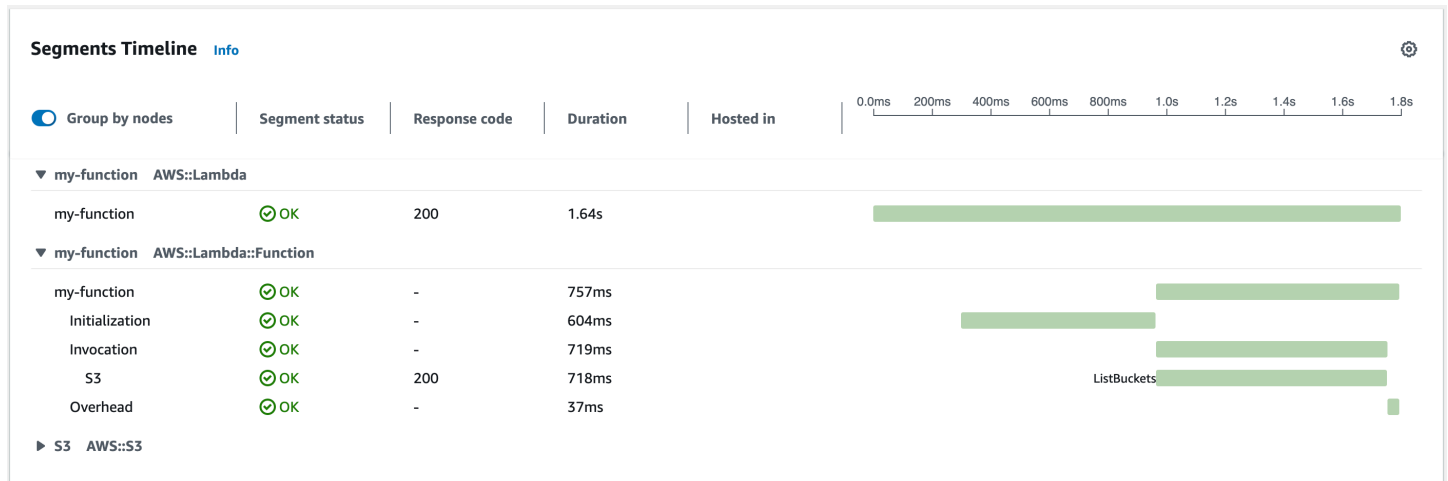 Segments Timeline Info
0.0ms 200ms 400ms 600ms 800ms 1.0s 1.2s 1.4s 1.6s 1.8s
Group by nodes Segment status Response code Duration Hosted in
my-function AWS::Lambda
my-function OK 200 1.64s
my-function AWS::Lambda::Function
my-function OK - 757ms
Initialization OK - 604ms
Invocation OK - 719ms
S3 OK 200 718ms ListBuckets
Overhead OK - 37ms
S3 AWS::S3